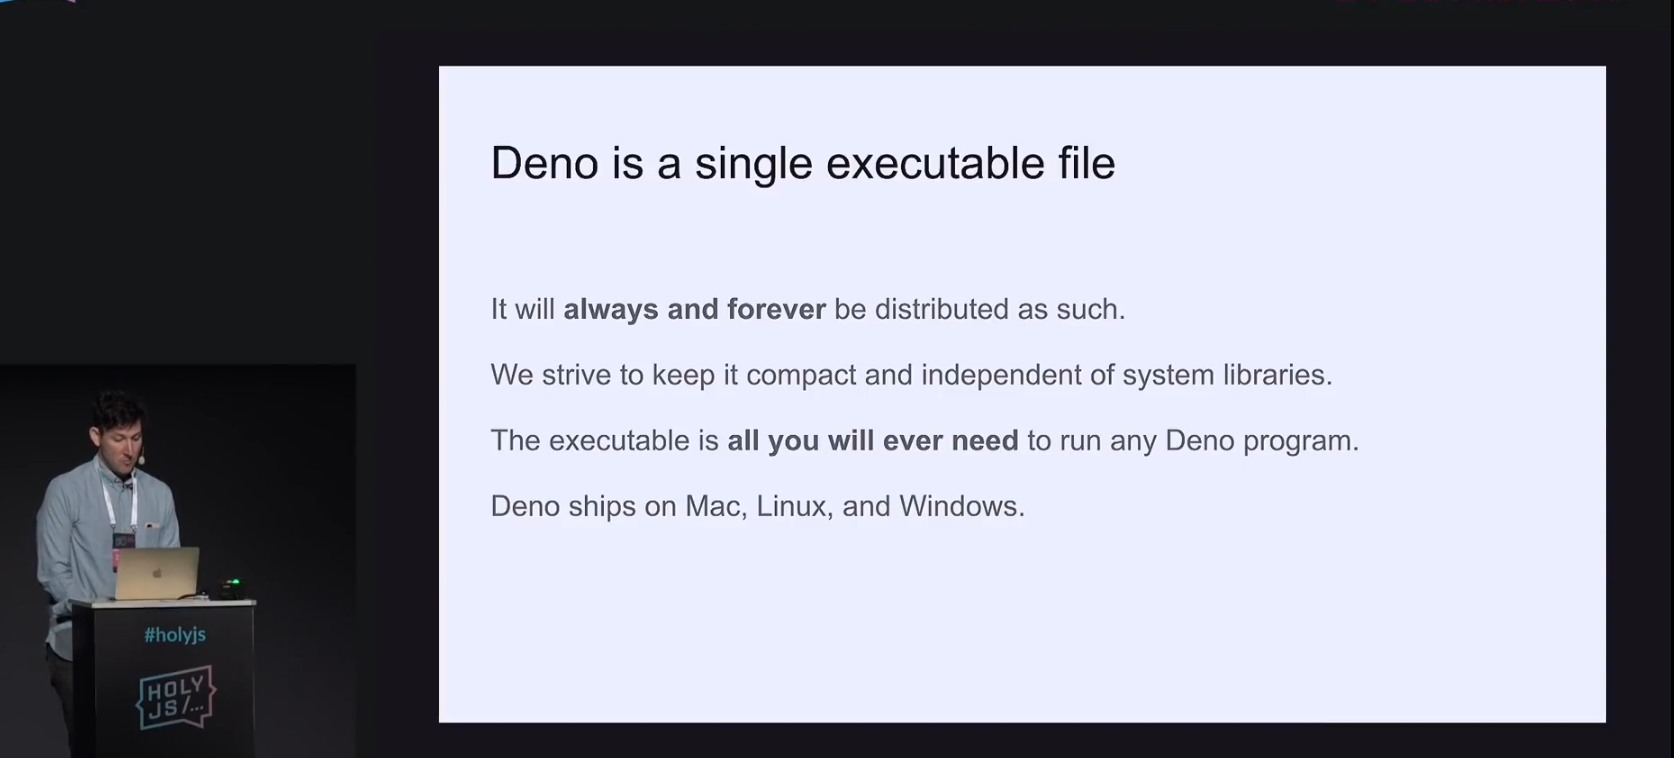 Deno is a single executable file
It will always and forever be distributed as such.
We strive to keep it compact and independent of system libraries.
The executable is all you will ever need to run any Deno program.
Deno ships on Mac, Linux, and Windows.
#holyjs
HOLY
JS/...